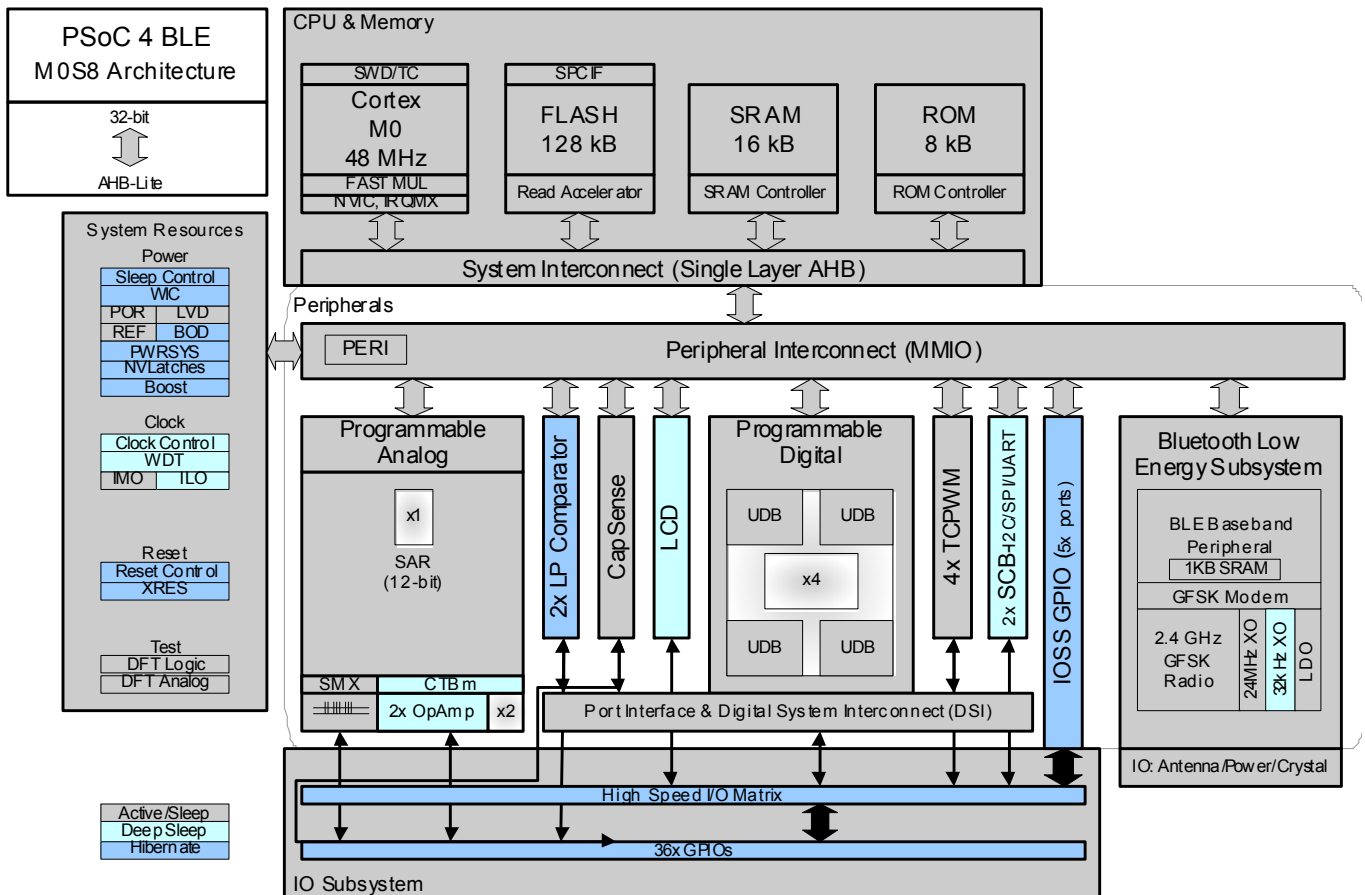 PSoC 4 BLE
M0S8 Architecture
32-bit
AHB-Lite
CPU & Memory
SWD/TC
Cortex
M0
48 MHz
FAST MUL
NVIC, IRQMX
SPCIF
FLASH
128 kB
Read Accelerator
SRAM
16 kB
SRAM Controller
ROM
8 kB
ROM Controller
System Interconnect (Single Layer AHB)
System Resources
Power
Sleep Control
WIC
POR LVD
REF BOD
PWRSYS
NVLatches
Boost
Clock
Clock Control
WDT
IMO ILO
Reset
Reset Control
XRES
Test
DFT Logic
DFT Analog
Peripherals
PERI
Peripheral Interconnect (MMIO)
Programmable
Analog
x1
SAR
(12-bit)
SMX
CTBm
2x OpAmp
x2
2x LP Comparator
CapSense
LCD
Programmable
Digital
UDB UDB
x4
UDB UDB
4x TCPWM
2x SCB-I2C/SPI/UART
IOSS GPIO (5x ports)
Bluetooth Low
Energy Subsystem
BLE Baseband
Peripheral
1KB SRAM
GFSK Modem
2.4 GHz
GFSK
Radio
24MHz XO
32kHz XO
LDO
Port Interface & Digital System Interconnect (DSI)
IO: Antenna/Power/Crystal
High Speed I/O Matrix
36x GPIOs
IO Subsystem
Active/Sleep
Deep Sleep
Hibernate